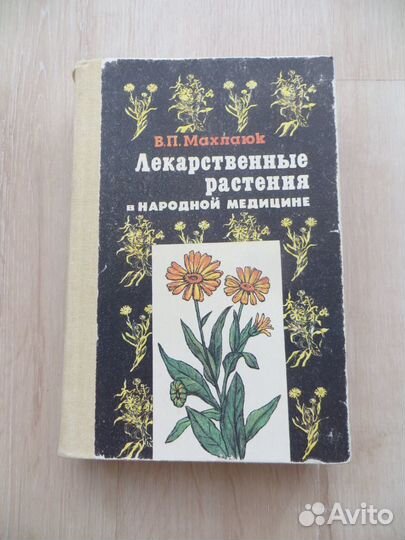 В.П. Махлаюк
Лекарственные
растения
в НАРОДНОЙ МЕДИЦИНЕ
Avito